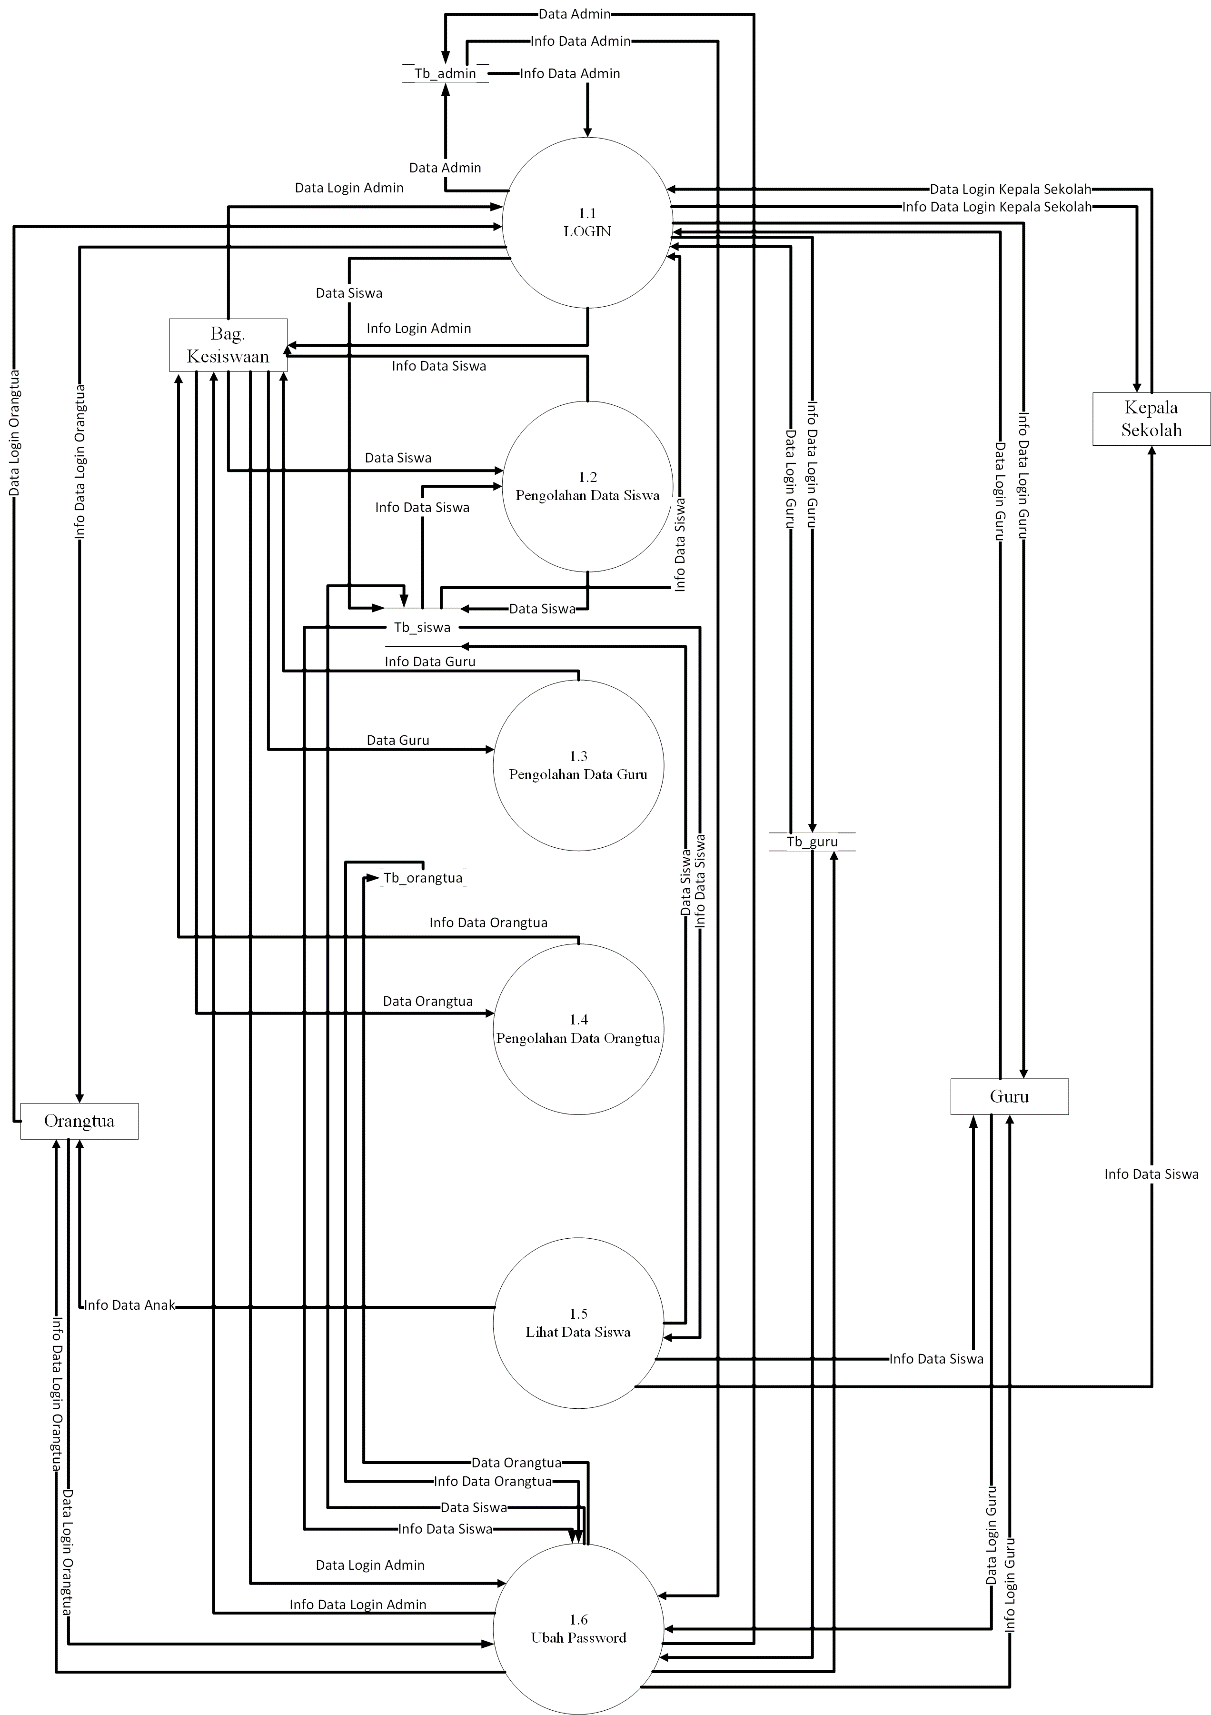 Data Admin
Info Data Admin
Tb_admin
Info Data Admin
Data Admin
Data Login Admin
Data Login Kepala Sekolah
Info Data Login Kepala Sekolah
1.1
LOGIN
Data Siswa
Bag.
Kesiswaan
Info Login Admin
Info Data Siswa
Data Login Orangtua
Info Data Login Orangtua
Kepala
Sekolah
Data Login Guru
Info Data Login Guru
Data Login Guru
Info Data Login Guru
Data Siswa
1.2
Pengolahan Data Siswa
Info Data Siswa
Info Data Siswa
Data Siswa
Tb_siswa
Info Data Guru
Data Guru
1.3
Pengolahan Data Guru
Data Siswa
Info Data Siswa
Tb_guru
Tb_orangtua
Info Data Orangtua
Data Orangtua
1.4
Pengolahan Data Orangtua
Orangtua
Guru
Info Data Siswa
Info Data Anak
1.5
Lihat Data Siswa
Info Data Siswa
Info Data Login Orangtua
Data Login Orangtua
Data Orangtua
Info Data Orangtua
Data Siswa
Info Data Siswa
Data Login Guru
Info Login Guru
Data Login Admin
Info Data Login Admin
1.6
Ubah Password